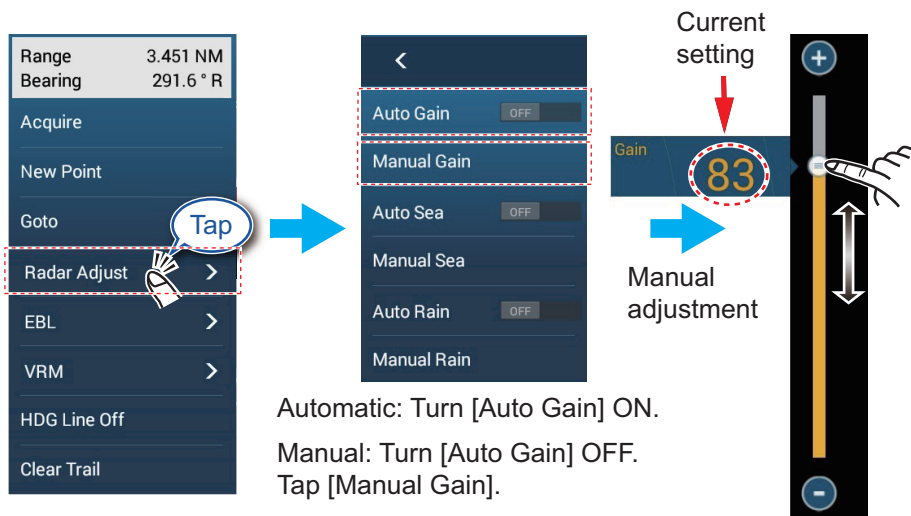 Range 3.451 NM
Bearing 291.6 ° R
Acquire
New Point
Goto
Tap
Radar Adjust >
EBL >
VRM >
HDG Line Off
Clear Trail
<
Auto Gain OFF
Manual Gain
Auto Sea OFF
Manual Sea
Auto Rain OFF
Manual Rain
Current
setting
Gain
83
Manual
adjustment
+
-
Automatic: Turn [Auto Gain] ON.
Manual: Turn [Auto Gain] OFF.
Tap [Manual Gain].